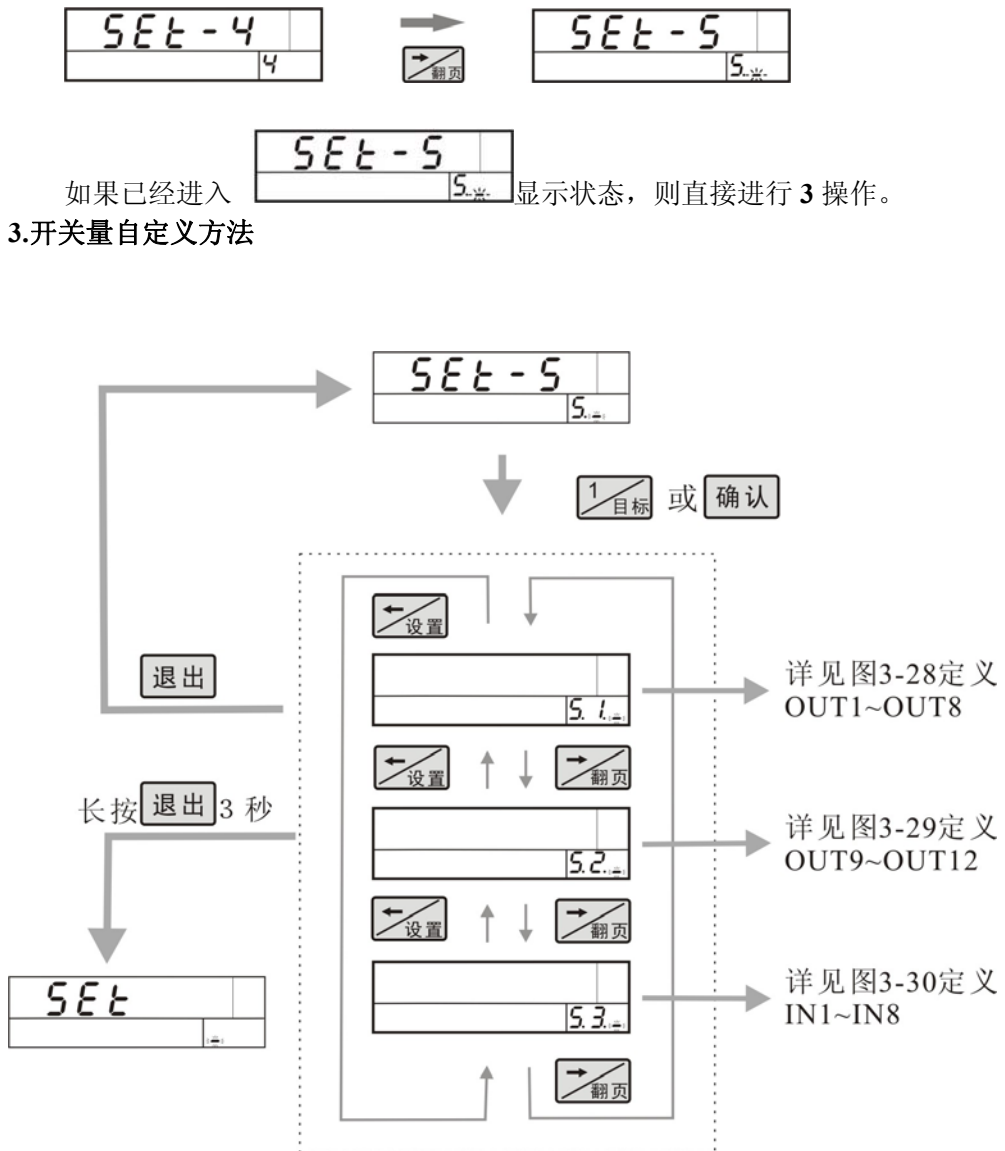 SEt-4
4
→翻页
SEt-5
5.
如果已经进入 SEt-5 5. 显示状态，则直接进行 3 操作。
3.开关量自定义方法
SEt-5
5.
1目标 或 确认
←设置
退出
5. 1.
详见图3-28定义
OUT1~OUT8
←设置
→翻页
长按 退出 3 秒
5.2.
详见图3-29定义
OUT9~OUT12
←设置
→翻页
SEt
5.3.
详见图3-30定义
IN1~IN8
→翻页